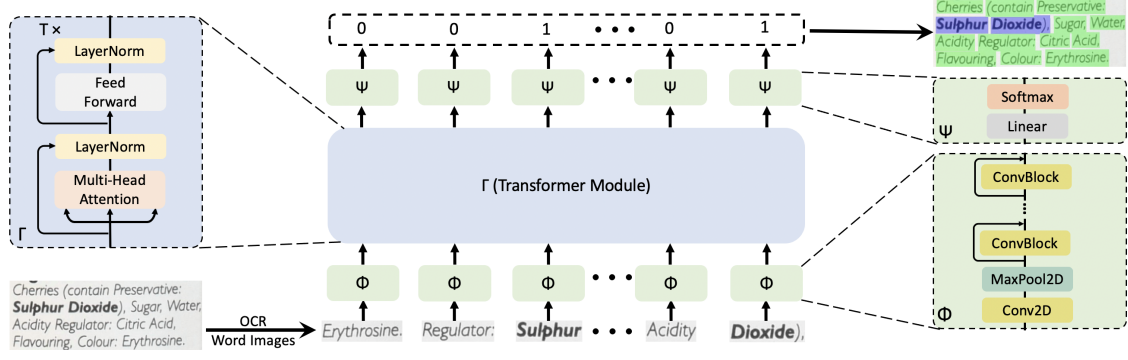 T ×
LayerNorm
Feed
Forward
LayerNorm
Multi-Head
Attention
Γ
Cherries (contain Preservative:
Sulphur Dioxide), Sugar, Water,
Acidity Regulator: Citric Acid,
Flavouring, Colour: Erythrosine.
OCR
Word Images
0 0 1 ••• 0 1
Ψ Ψ Ψ ••• Ψ Ψ
Γ (Transformer Module)
Φ Φ Φ ••• Φ Φ
Erythrosine. Regulator: Sulphur ••• Acidity Dioxide),
Cherries (contain Preservative:
Sulphur Dioxide), Sugar, Water,
Acidity Regulator: Citric Acid,
Flavouring, Colour: Erythrosine.
Softmax
Linear
Ψ
ConvBlock
ConvBlock
MaxPool2D
Conv2D
Φ